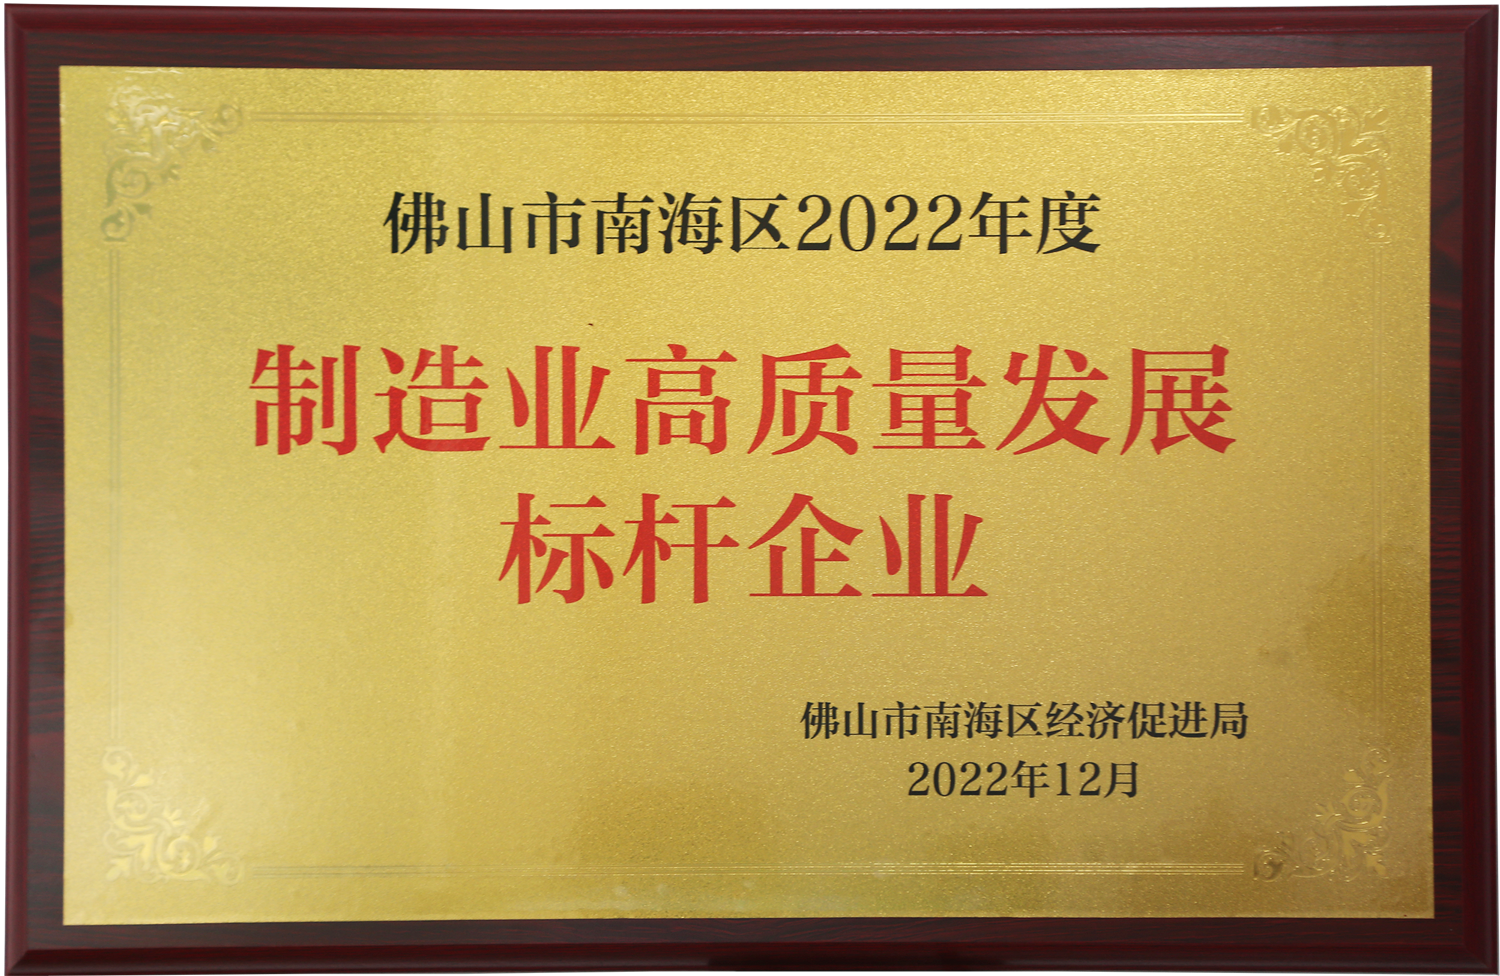 佛山市南海区2022年度
制造业高质量发展
标杆企业
佛山市南海区经济促进局
2022年12月